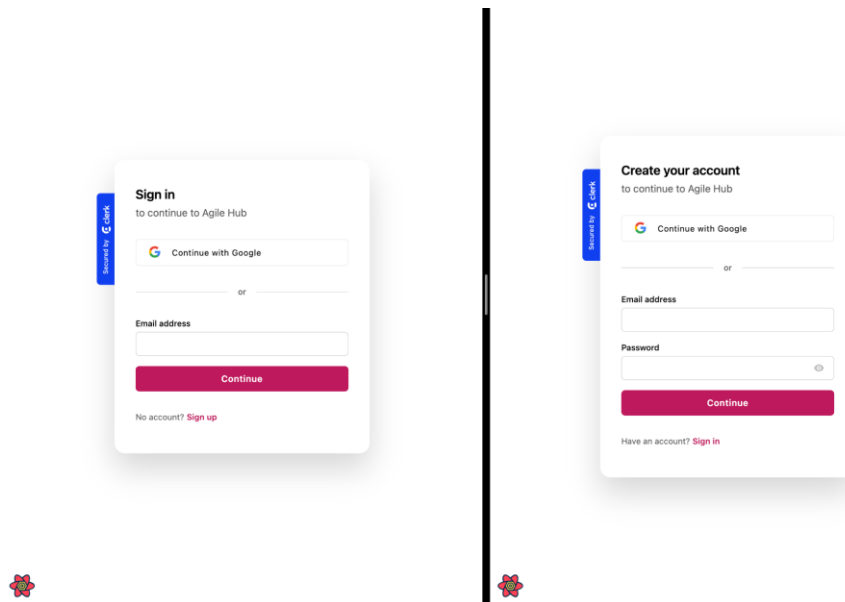 Sign in
to continue to Agile Hub
Secured by clerk
Continue with Google
or
Email address
Continue
No account? Sign up
Create your account
to continue to Agile Hub
Secured by clerk
Continue with Google
or
Email address
Password
Continue
Have an account? Sign in